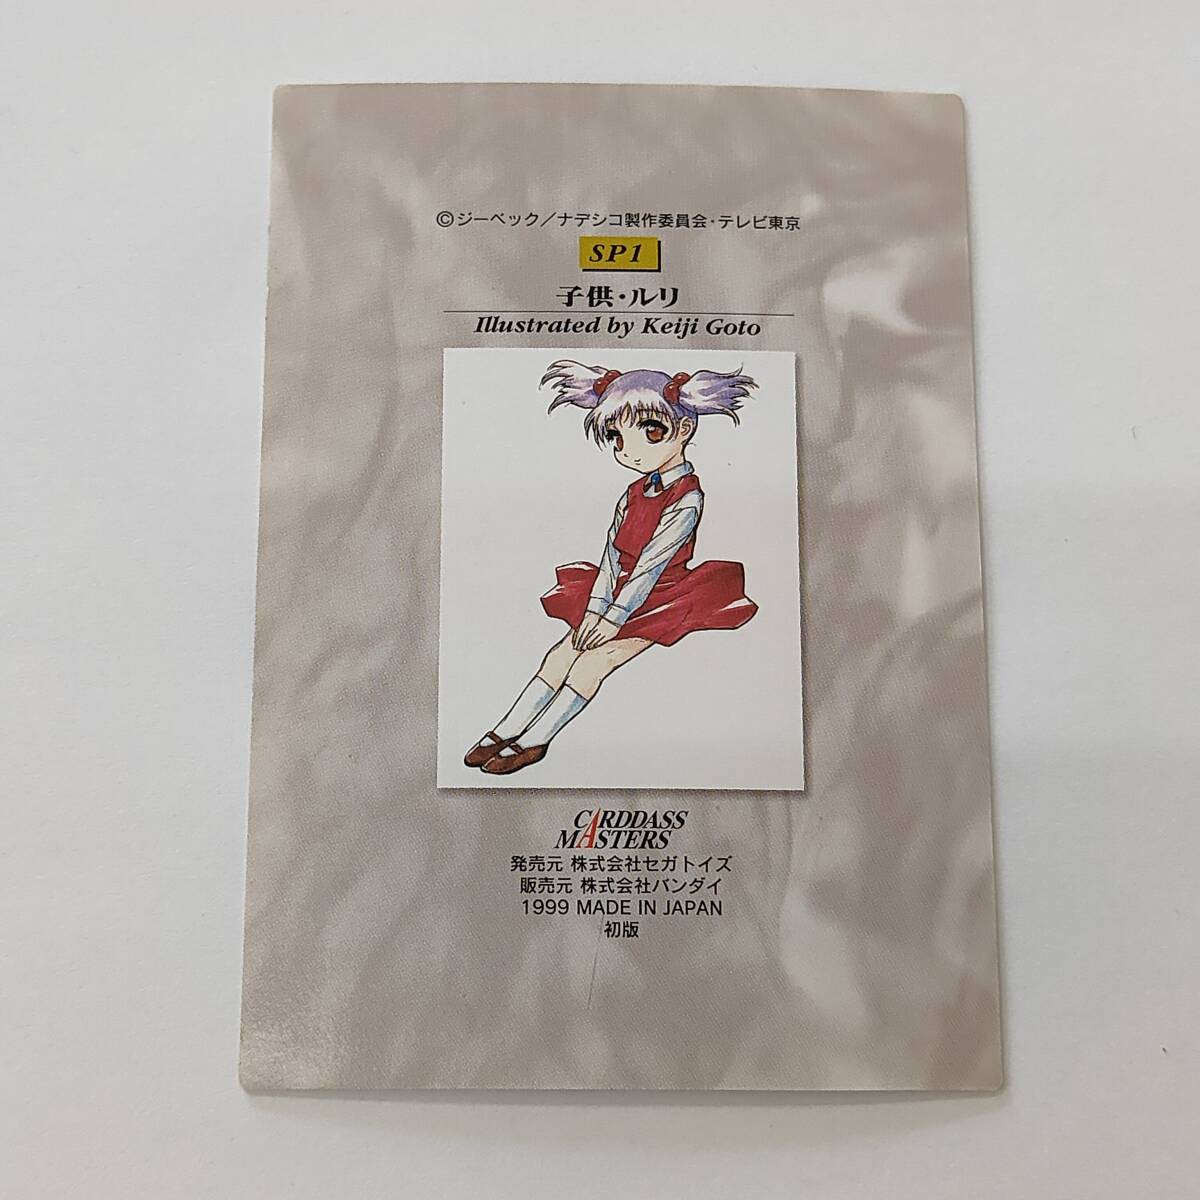 ©ジーベック／ナデシコ製作委員会・テレビ東京
SP1
子供・ルリ
Illustrated by Keiji Goto
CARDDASS
MASTERS
発売元 株式会社セガトイズ
販売元 株式会社バンダイ
1999 MADE IN JAPAN
初版